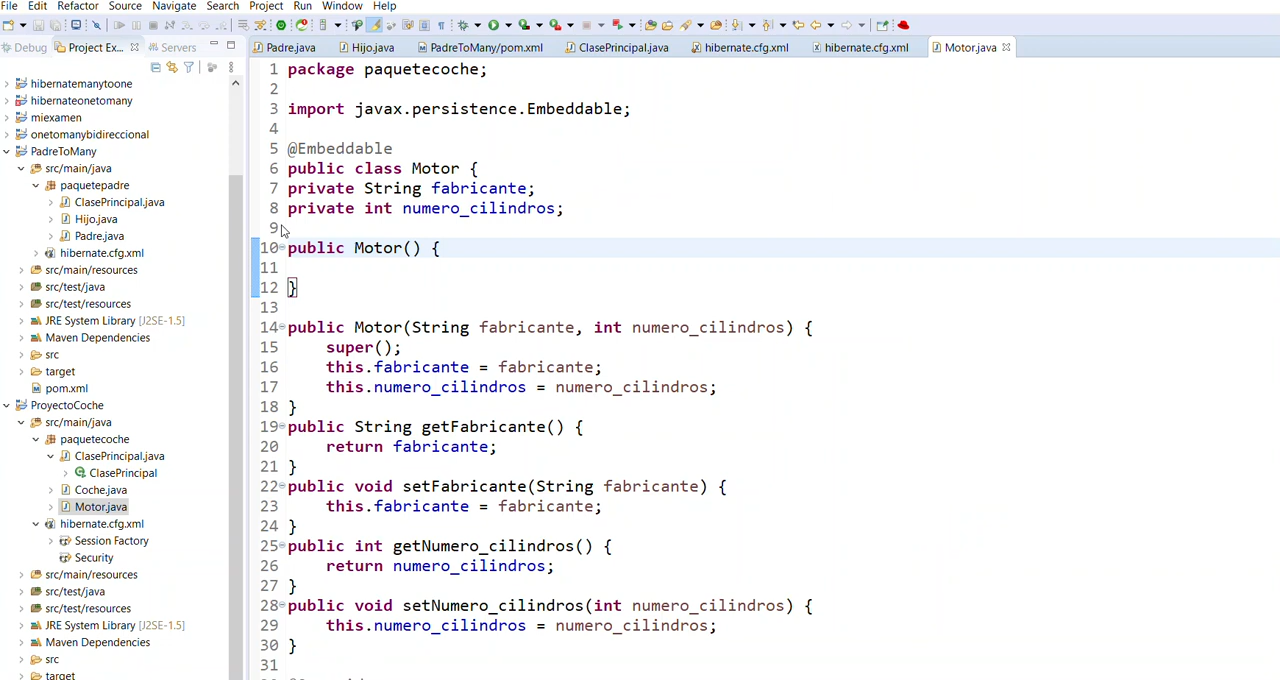 File Edit Refactor Source Navigate Search Project Run Window Help
Debug Project Ex... Servers
Padre.java Hijo.java PadreToMany/pom.xml ClasePrincipal.java hibernate.cfg.xml hibernate.cfg.xml Motor.java
hibernatemanytoone
hibernateonetomany
miexamen
onetomanybidireccional
PadreToMany
src/main/java
paquetepadre
ClasePrincipal.java
Hijo.java
Padre.java
hibernate.cfg.xml
src/main/resources
src/test/java
src/test/resources
JRE System Library [J2SE-1.5]
Maven Dependencies
src
target
pom.xml
ProyectoCoche
src/main/java
paquetecoche
ClasePrincipal.java
ClasePrincipal
Coche.java
Motor.java
hibernate.cfg.xml
Session Factory
Security
src/main/resources
src/test/java
src/test/resources
JRE System Library [J2SE-1.5]
Maven Dependencies
src
target
1 package paquetecoche;
2
3 import javax.persistence.Embeddable;
4
5 @Embeddable
6 public class Motor {
7 private String fabricante;
8 private int numero_cilindros;
9
10 public Motor() {
11
12 }
13
14 public Motor(String fabricante, int numero_cilindros) {
15 super();
16 this.fabricante = fabricante;
17 this.numero_cilindros = numero_cilindros;
18 }
19 public String getFabricante() {
20 return fabricante;
21 }
22 public void setFabricante(String fabricante) {
23 this.fabricante = fabricante;
24 }
25 public int getNumero_cilindros() {
26 return numero_cilindros;
27 }
28 public void setNumero_cilindros(int numero_cilindros) {
29 this.numero_cilindros = numero_cilindros;
30 }
31